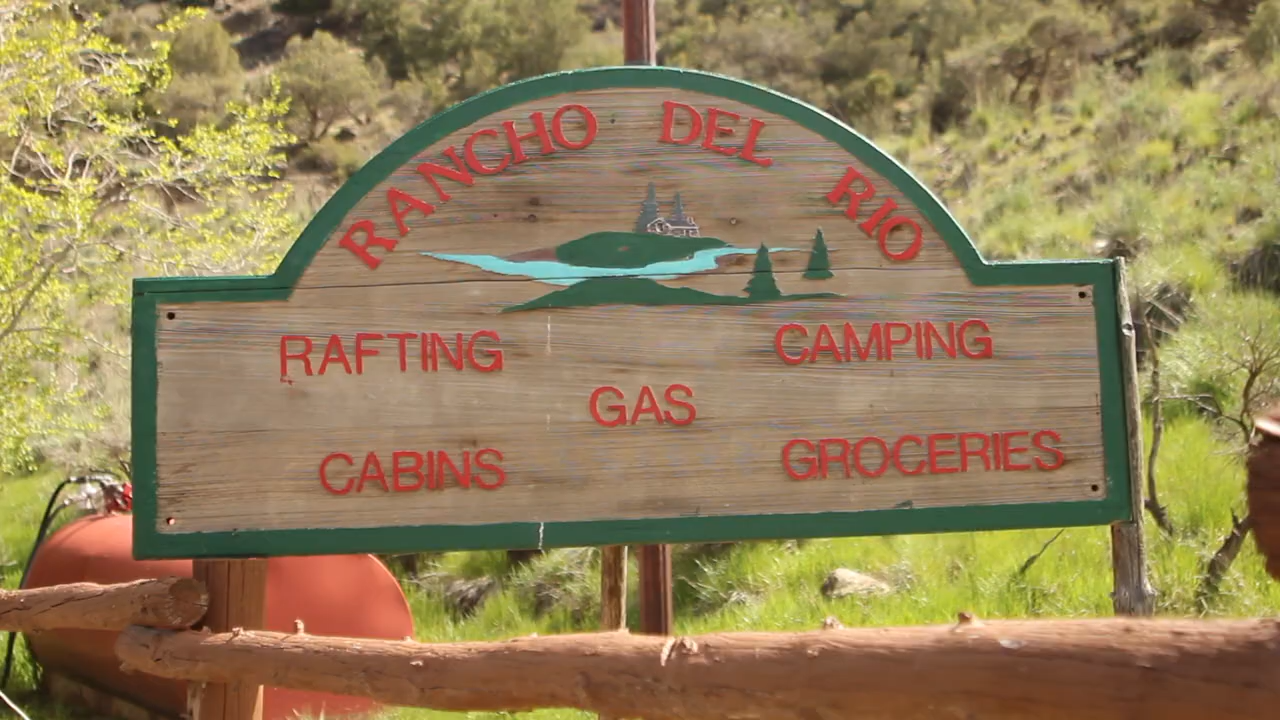 RANCHO DEL RIO
RAFTING
CAMPING
GAS
CABINS
GROCERIES